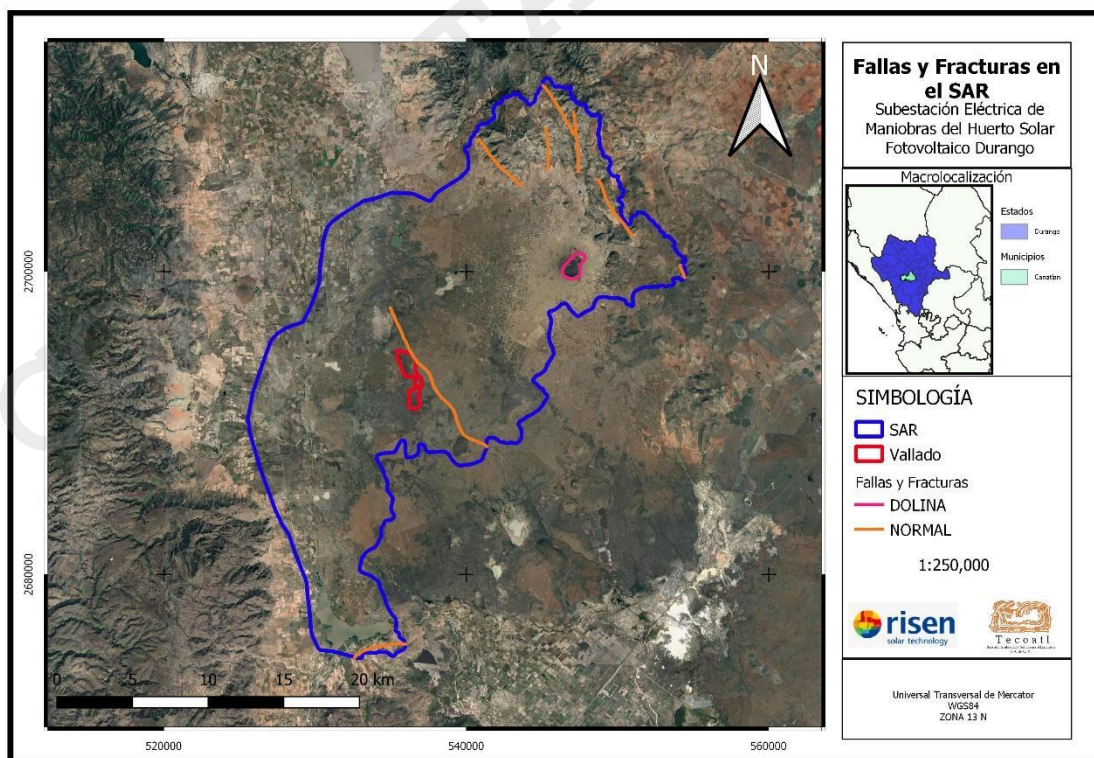 Fallas y Fracturas en
el SAR
Subestación Eléctrica de
Maniobras del Huerto Solar
Fotovoltaico Durango
Macrolocalización
Estados
Durango
Municipios
Canatlan
SIMBOLOGÍA
SAR
Vallado
Fallas y Fracturas
DOLINA
NORMAL
1:250,000
risen
solar technology
Tecoatl
Universal Transversal de Mercator
WGS84
ZONA 13 N
N
2700000
2680000
0 5 10 15 20 km
520000 540000 560000